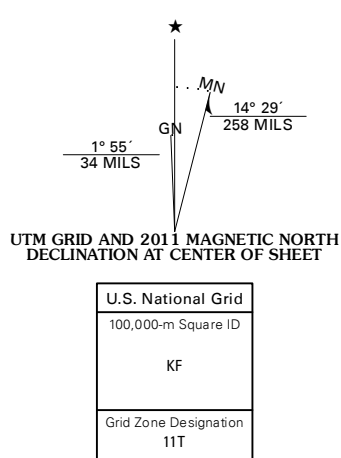 ★
MN
14° 29´
258 MILS
GN
1° 55´
34 MILS
UTM GRID AND 2011 MAGNETIC NORTH
DECLINATION AT CENTER OF SHEET
U.S. National Grid
100,000-m Square ID
KF
Grid Zone Designation
11T